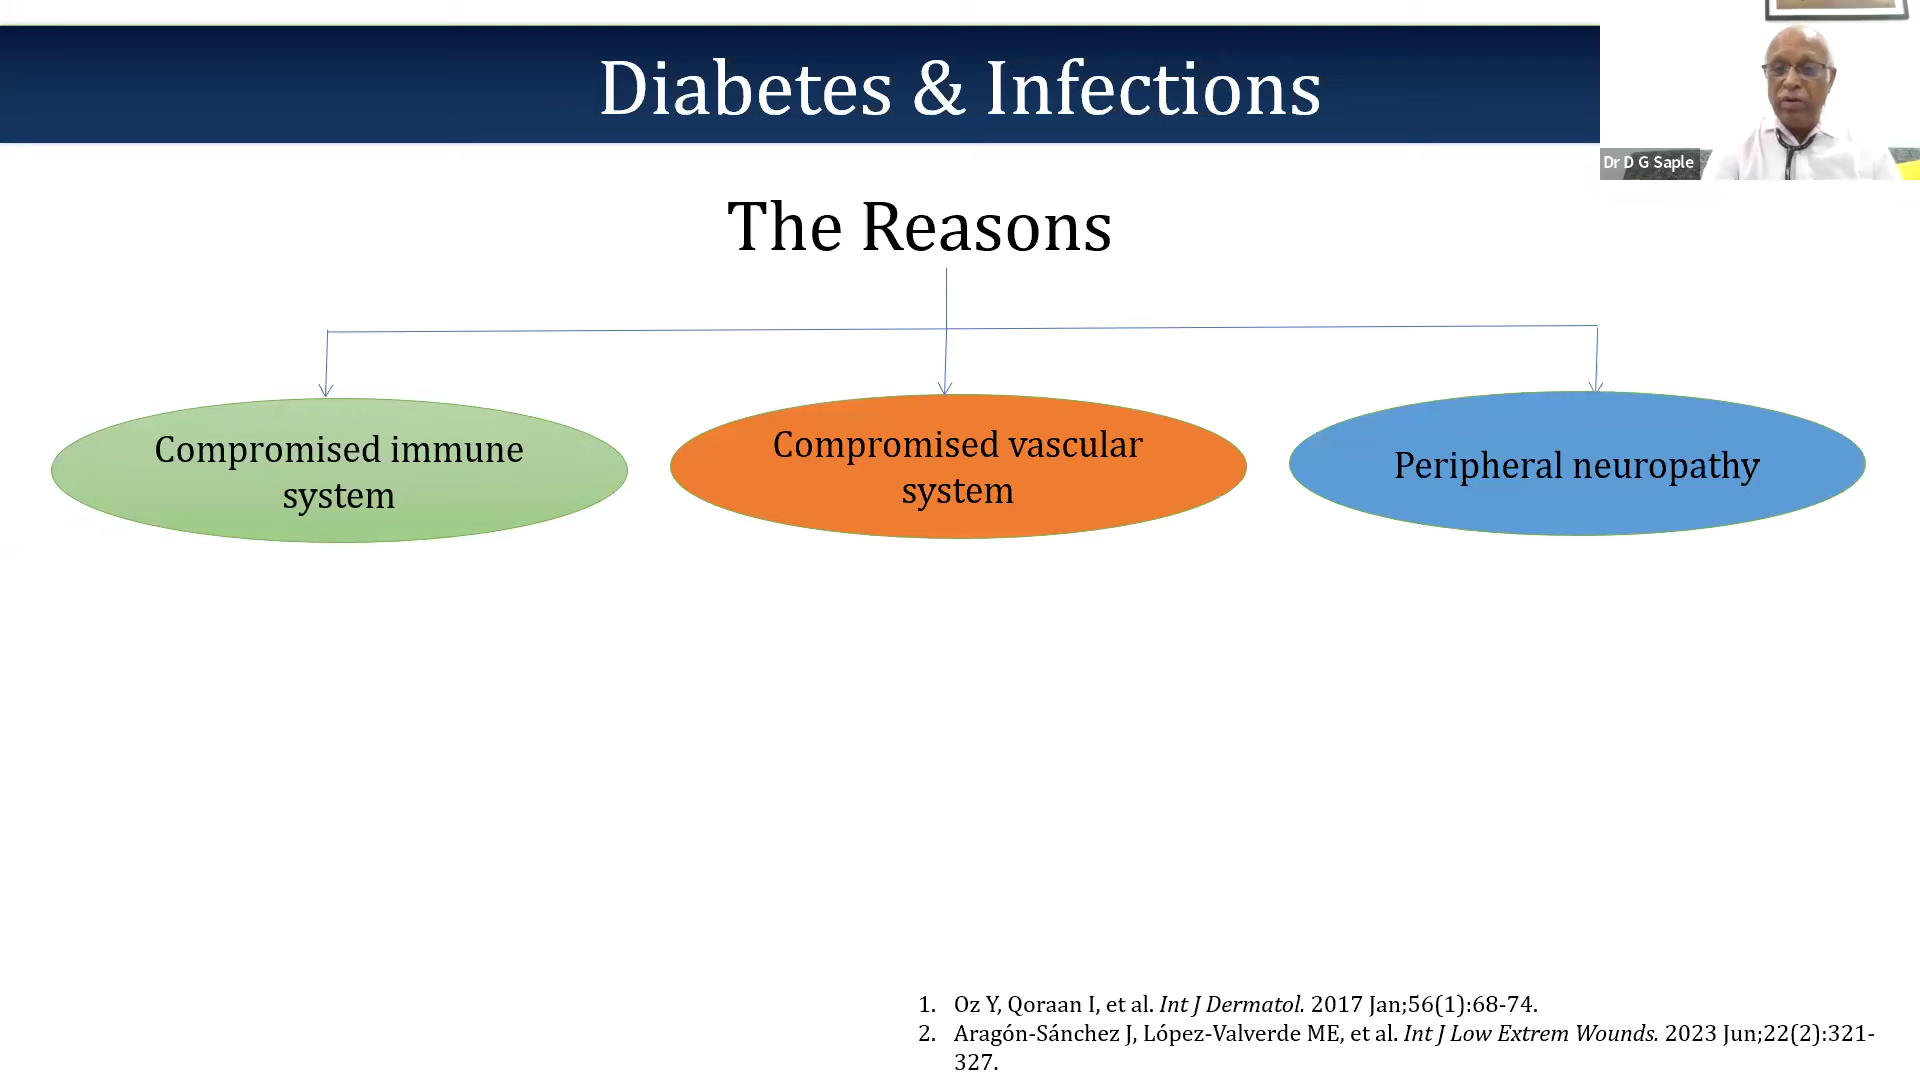 Diabetes & Infections
Dr D G Saple
The Reasons
Compromised immune
system
Compromised vascular
system
Peripheral neuropathy
1. Oz Y, Qoraan I, et al. Int J Dermatol. 2017 Jan;56(1):68-74.
2. Aragón-Sánchez J, López-Valverde ME, et al. Int J Low Extrem Wounds. 2023 Jun;22(2):321-
327.